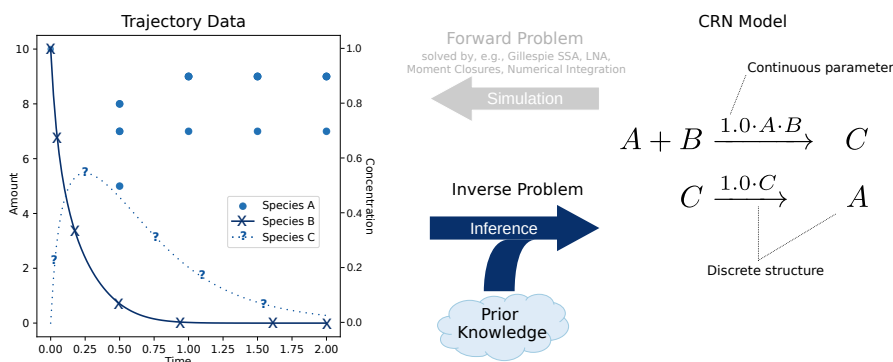 Trajectory Data
10
8
6
4
2
0
Amount
0.00 0.25 0.50 0.75 1.00 1.25 1.50 1.75 2.00
Time
1.0
0.8
0.6
0.4
0.2
0.0
Concentration
Species A
Species B
Species C
? ? ? ? ?
? 
Forward Problem
solved by, e.g., Gillespie SSA, LNA,
Moment Closures, Numerical Integration
Simulation
Inverse Problem
Inference
Prior
Knowledge
CRN Model
Continuous parameter
1.0·A·B
A + B → C
1.0·C
C → A
Discrete structure